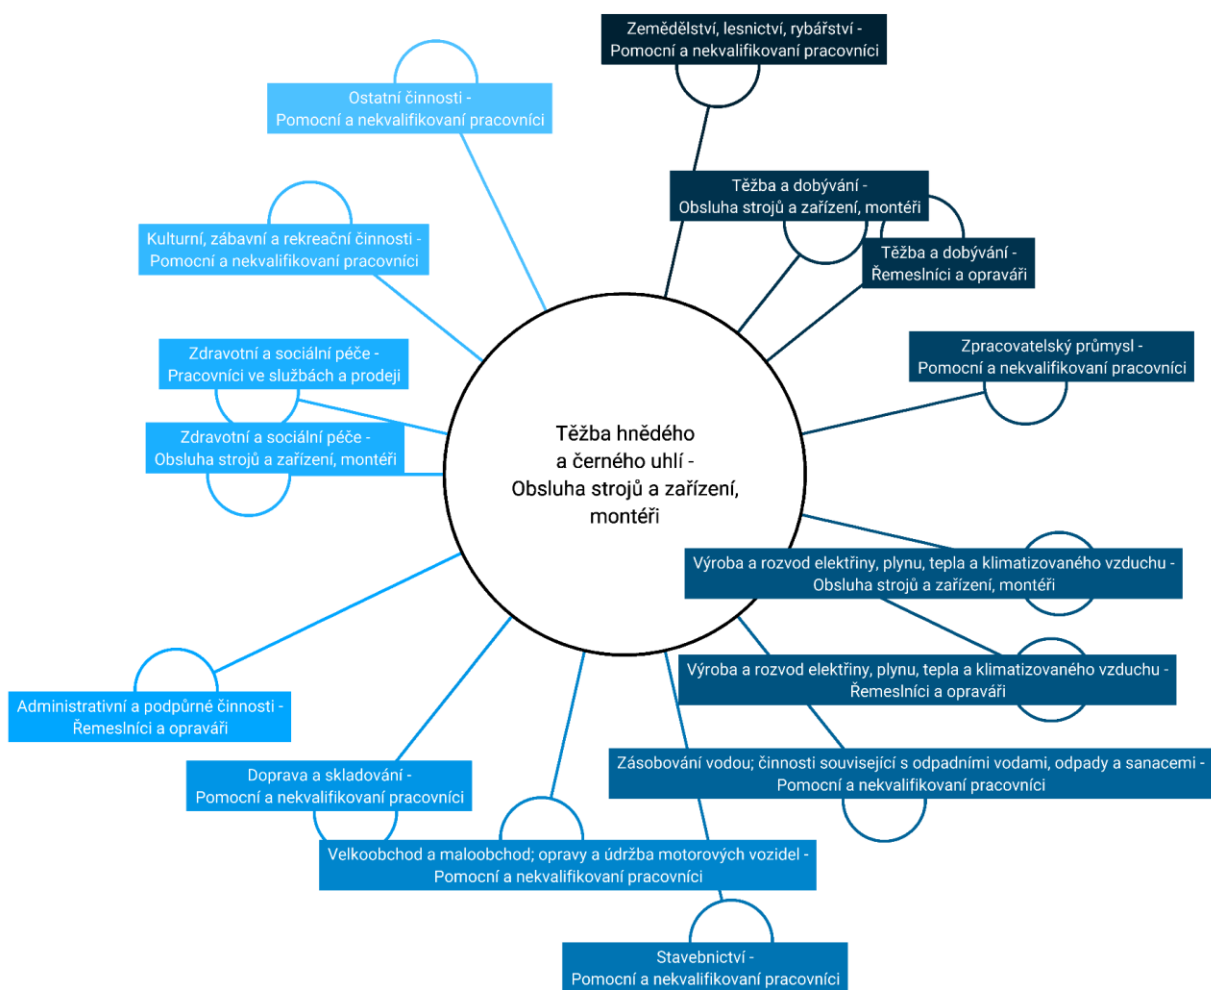 Zemědělství, lesnictví, rybářství -
Pomocní a nekvalifikovaní pracovníci
Ostatní činnosti -
Pomocní a nekvalifikovaní pracovníci
Těžba a dobývání -
Obsluha strojů a zařízení, montéři
Kulturní, zábavní a rekreační činnosti -
Pomocní a nekvalifikovaní pracovníci
Těžba a dobývání -
Řemeslníci a opraváři
Zdravotní a sociální péče -
Pracovníci ve službách a prodeji
Zpracovatelský průmysl -
Pomocní a nekvalifikovaní pracovníci
Zdravotní a sociální péče -
Obsluha strojů a zařízení, montéři
Těžba hnědého
a černého uhlí -
Obsluha strojů a zařízení,
montéři
Výroba a rozvod elektřiny, plynu, tepla a klimatizovaného vzduchu -
Obsluha strojů a zařízení, montéři
Výroba a rozvod elektřiny, plynu, tepla a klimatizovaného vzduchu -
Řemeslníci a opraváři
Administrativní a podpůrné činnosti -
Řemeslníci a opraváři
Zásobování vodou; činnosti související s odpadními vodami, odpady a sanacemi -
Pomocní a nekvalifikovaní pracovníci
Doprava a skladování -
Pomocní a nekvalifikovaní pracovníci
Velkoobchod a maloobchod; opravy a údržba motorových vozidel -
Pomocní a nekvalifikovaní pracovníci
Stavebnictví -
Pomocní a nekvalifikovaní pracovníci